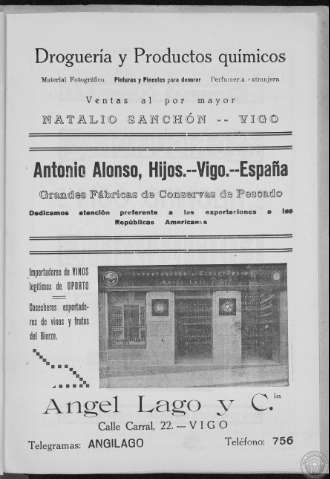 Droguería y Productos químicos
Material Fotográfico Pinturas y Pinceles para decorar Perfumería
Ventas al por mayor
NATALIO SANCHÓN -- VIGO
Antonio Alonso, Hijos.--Vigo.--España
Grandes Fábricas de Conservas de Pescado
Dedicamos atención preferente a las exportaciones a las
Repúblicas Americanas
Importadores de VINOS
legítimos de OPORTO
Cosecheros exportado-
res de vinos y frutos
del Bierzo.
Angel Lago y C.ía
Calle Carral, 22.—VIGO
Telegramas: ANGILAGO Teléfono: 756